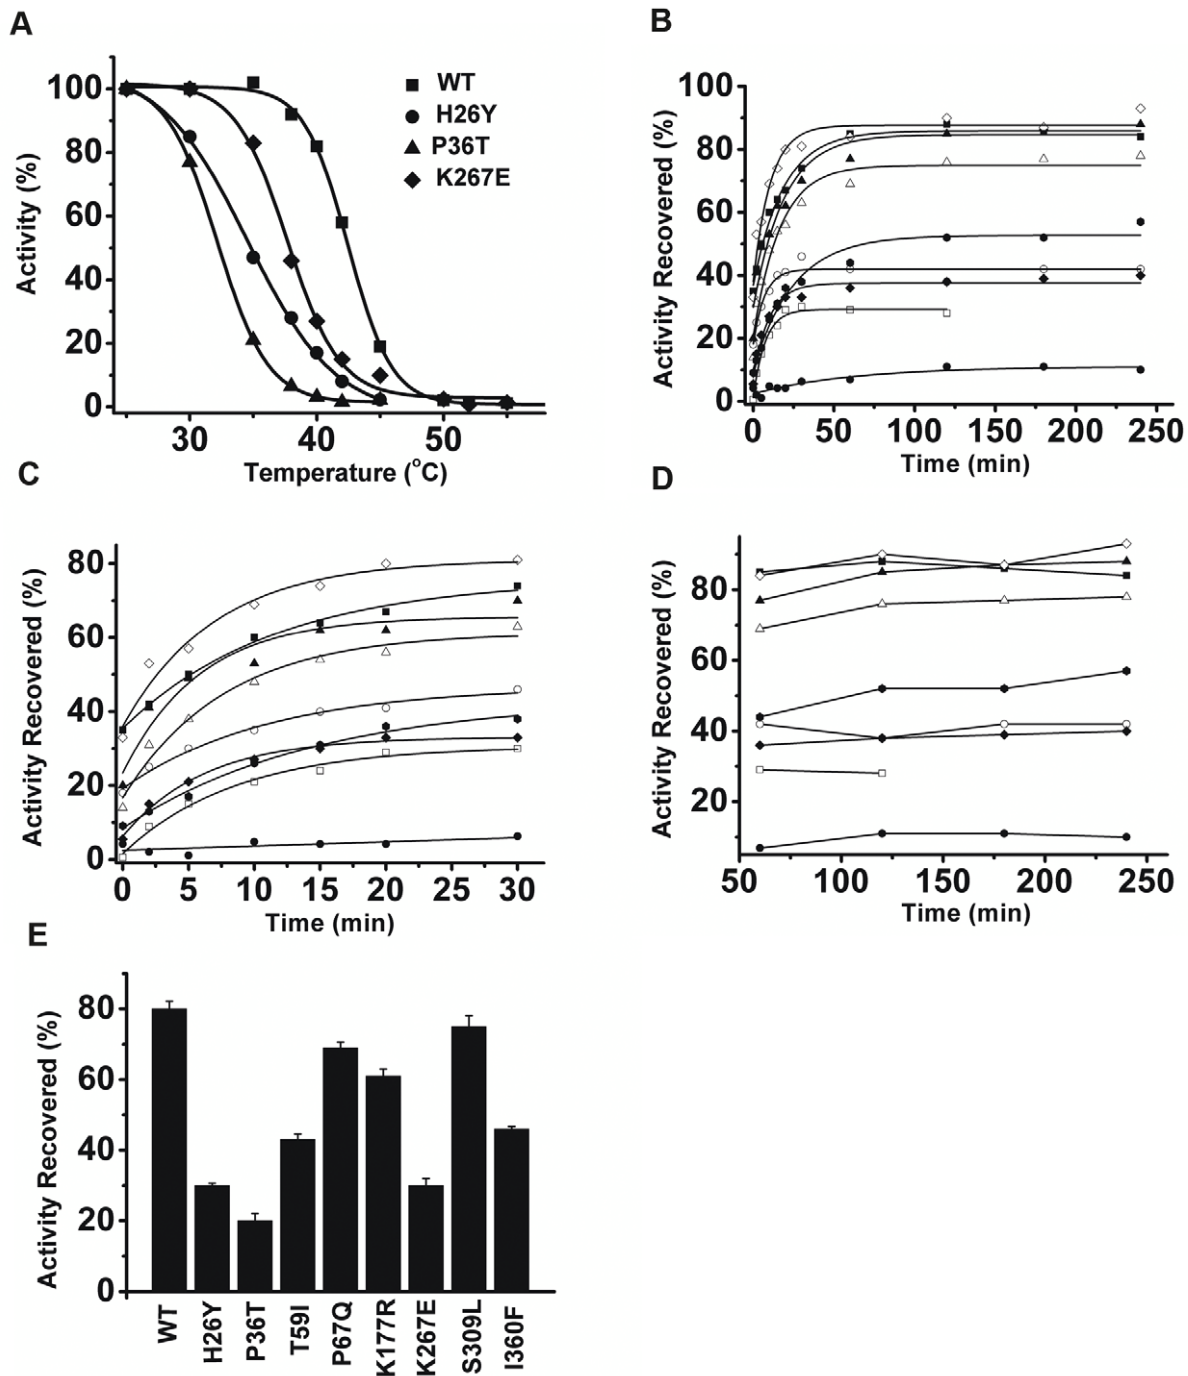 A
Activity (%)
100
80
60
40
20
0
30 40 50
Temperature (°C)
WT
H26Y
P36T
K267E
B
Activity Recovered (%)
100
80
60
40
20
0
0 50 100 150 200 250
Time (min)
C
Activity Recovered (%)
80
60
40
20
0
0 5 10 15 20 25 30
Time (min)
D
Activity Recovered (%)
80
60
40
20
50 100 150 200 250
Time (min)
E
Activity Recovered (%)
80
60
40
20
0
WT
H26Y
P36T
T59I
P67Q
K177R
K267E
S309L
I360F